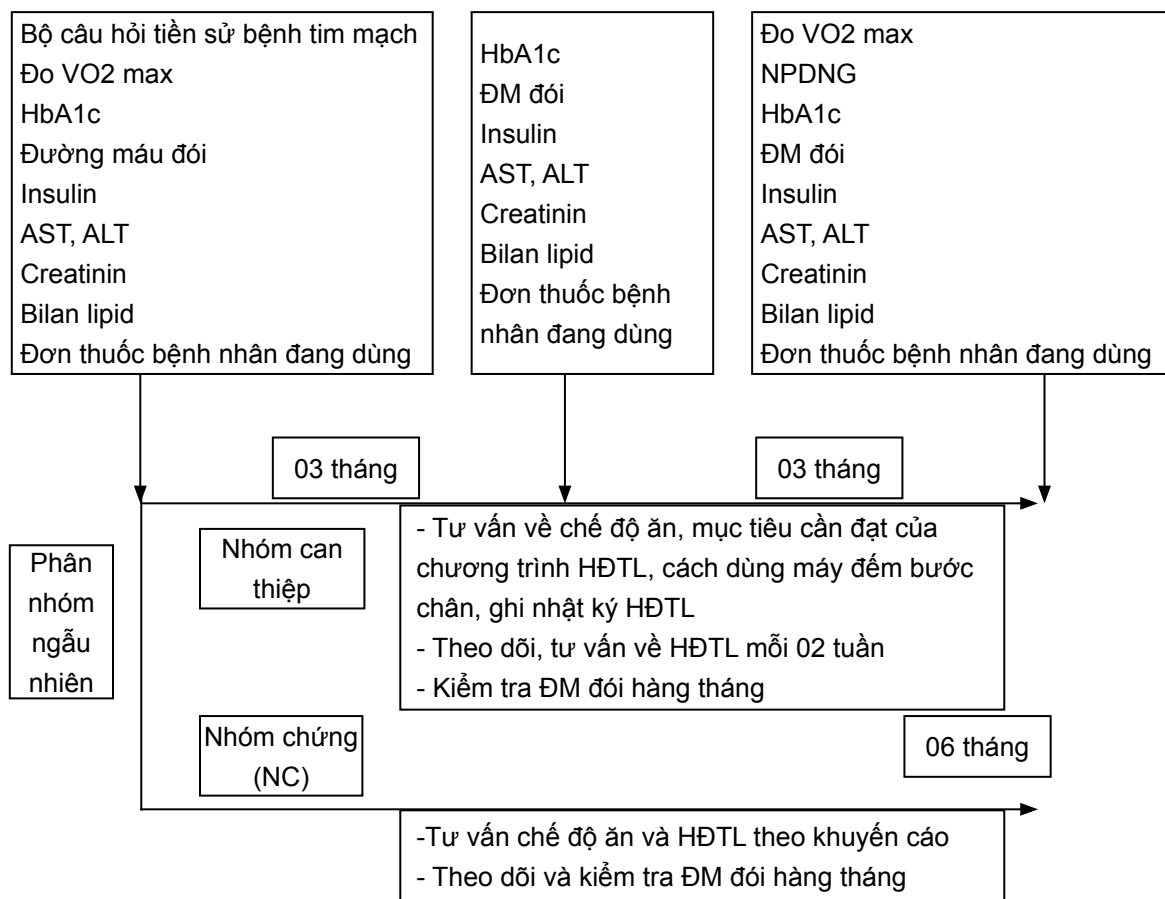 Bộ câu hỏi tiền sử bệnh tim mạch
Đo VO2 max
HbA1c
Đường máu đói
Insulin
AST, ALT
Creatinin
Bilan lipid
Đơn thuốc bệnh nhân đang dùng
HbA1c
ĐM đói
Insulin
AST, ALT
Creatinin
Bilan lipid
Đơn thuốc bệnh
nhân đang dùng
Đo VO2 max
NPDNG
HbA1c
ĐM đói
Insulin
AST, ALT
Creatinin
Bilan lipid
Đơn thuốc bệnh nhân đang dùng
03 tháng
03 tháng
Phân
nhóm
ngẫu
nhiên
Nhóm can
thiệp
- Tư vấn về chế độ ăn, mục tiêu cần đạt của
chương trình HĐTL, cách dùng máy đếm bước
chân, ghi nhật ký HĐTL
- Theo dõi, tư vấn về HĐTL mỗi 02 tuần
- Kiểm tra ĐM đói hàng tháng
Nhóm chứng
(NC)
06 tháng
-Tư vấn chế độ ăn và HĐTL theo khuyến cáo
- Theo dõi và kiểm tra ĐM đói hàng tháng